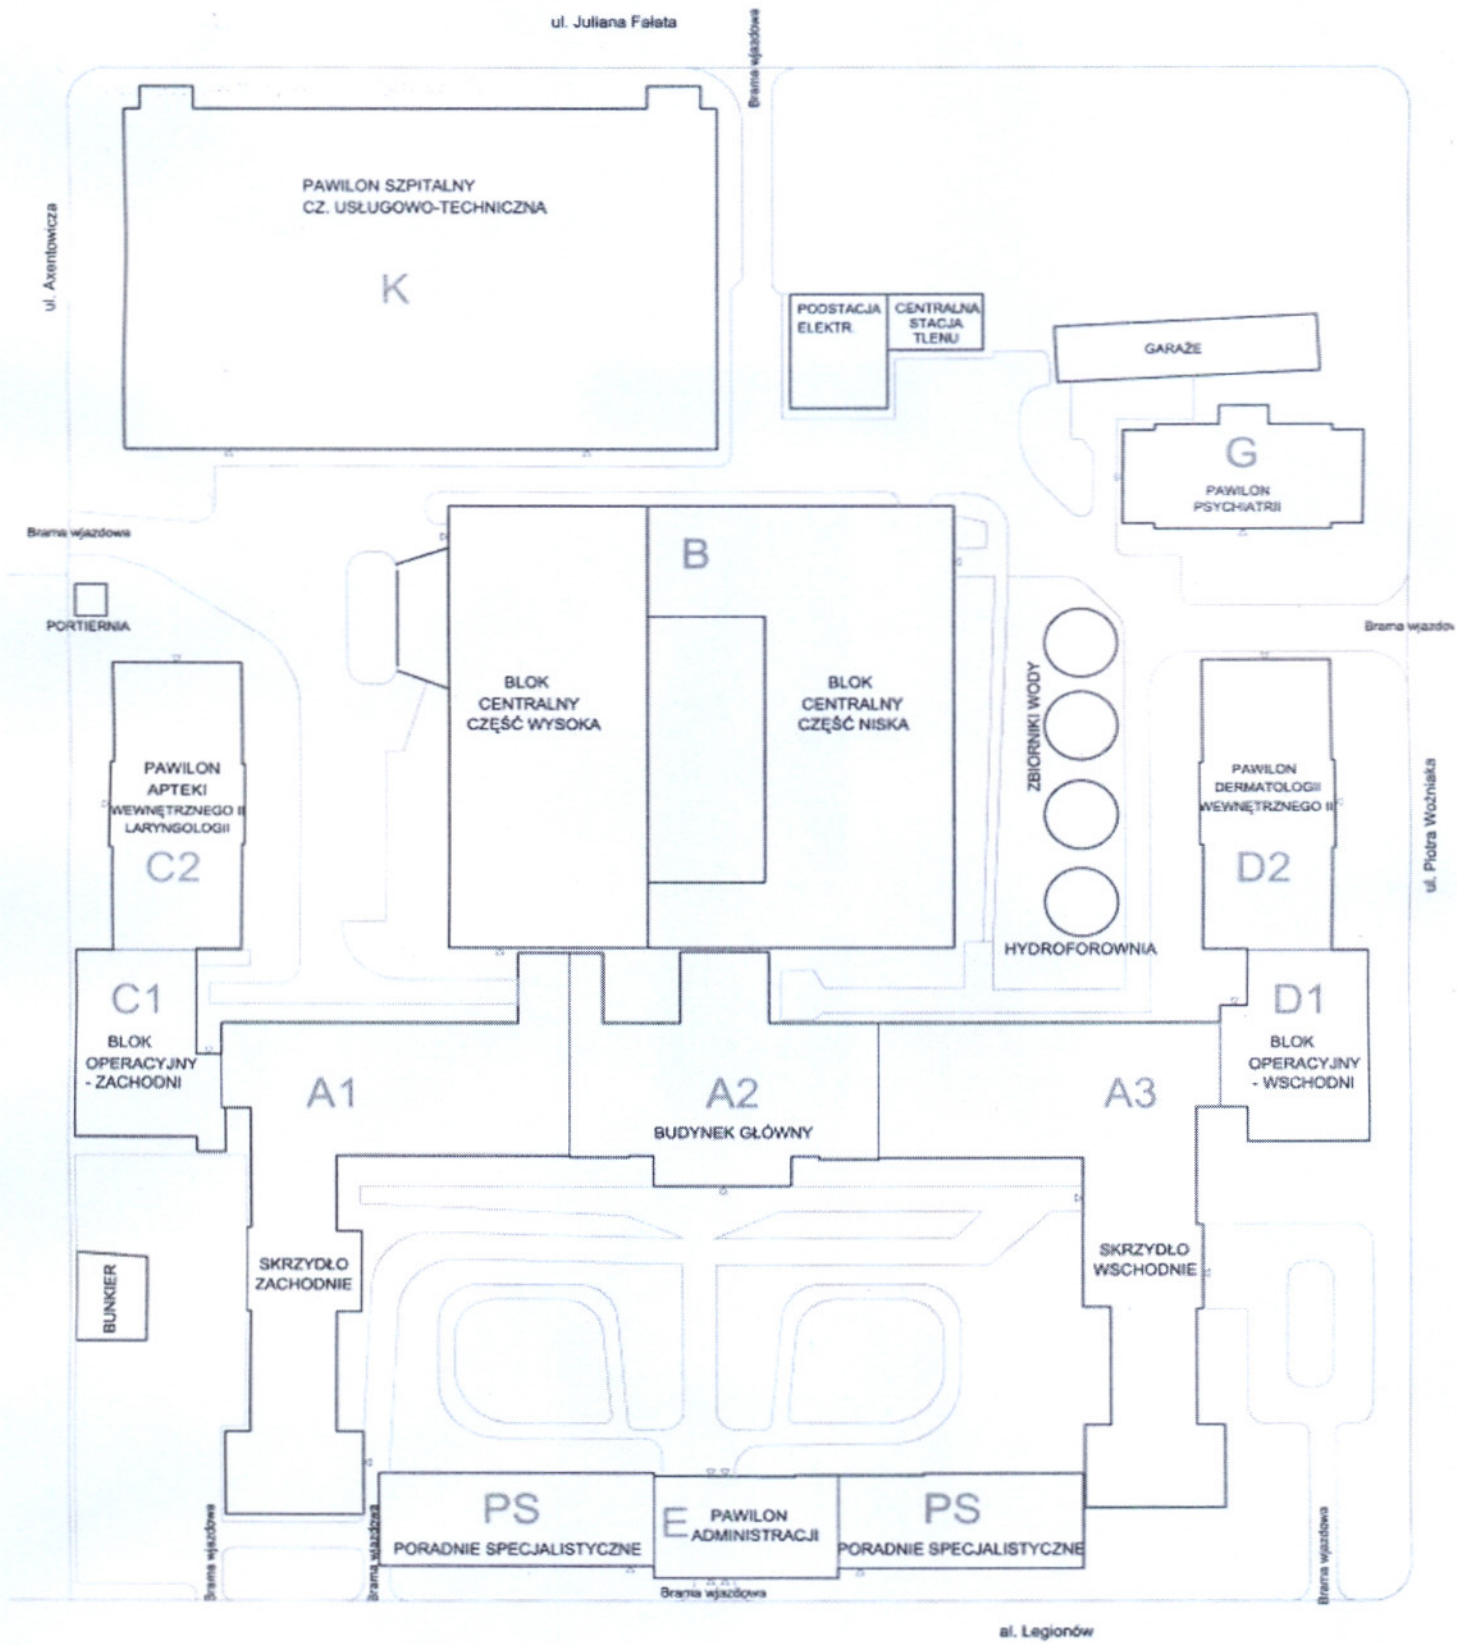 ul. Juliana Fałata
Brama wjazdowa
ul. Axentowicza
PAWILON SZPITALNY
CZ. USŁUGOWO-TECHNICZNA
K
PODSTACJA
ELEKTR.
CENTRALNA
STACJA
TLENU
GARAŻE
G
PAWILON
PSYCHIATRII
Brama wjazdowa
PORTIERNIA
B
BLOK
CENTRALNY
CZĘŚĆ WYSOKA
BLOK
CENTRALNY
CZĘŚĆ NISKA
ZBIORNIKI WODY
HYDROFOROWNIA
Brama wjazdow
PAWILON
APTEKI
WEWNĘTRZNEGO II
LARYNGOLOGII
C2
PAWILON
DERMATOLOGII
WEWNĘTRZNEGO II
D2
ul. Piotra Woźniaka
C1
BLOK
OPERACYJNY
- ZACHODNI
D1
BLOK
OPERACYJNY
- WSCHODNI
A1
A2
BUDYNEK GŁÓWNY
A3
SKRZYDŁO
ZACHODNIE
SKRZYDŁO
WSCHODNIE
BUNKIER
PS
PORADNIE SPECJALISTYCZNE
E
PAWILON
ADMINISTRACJI
PS
PORADNIE SPECJALISTYCZNE
Brama wjazdowa
Brama wjazdowa
Brama wjazdowa
Brama wjazdowa
al. Legionów